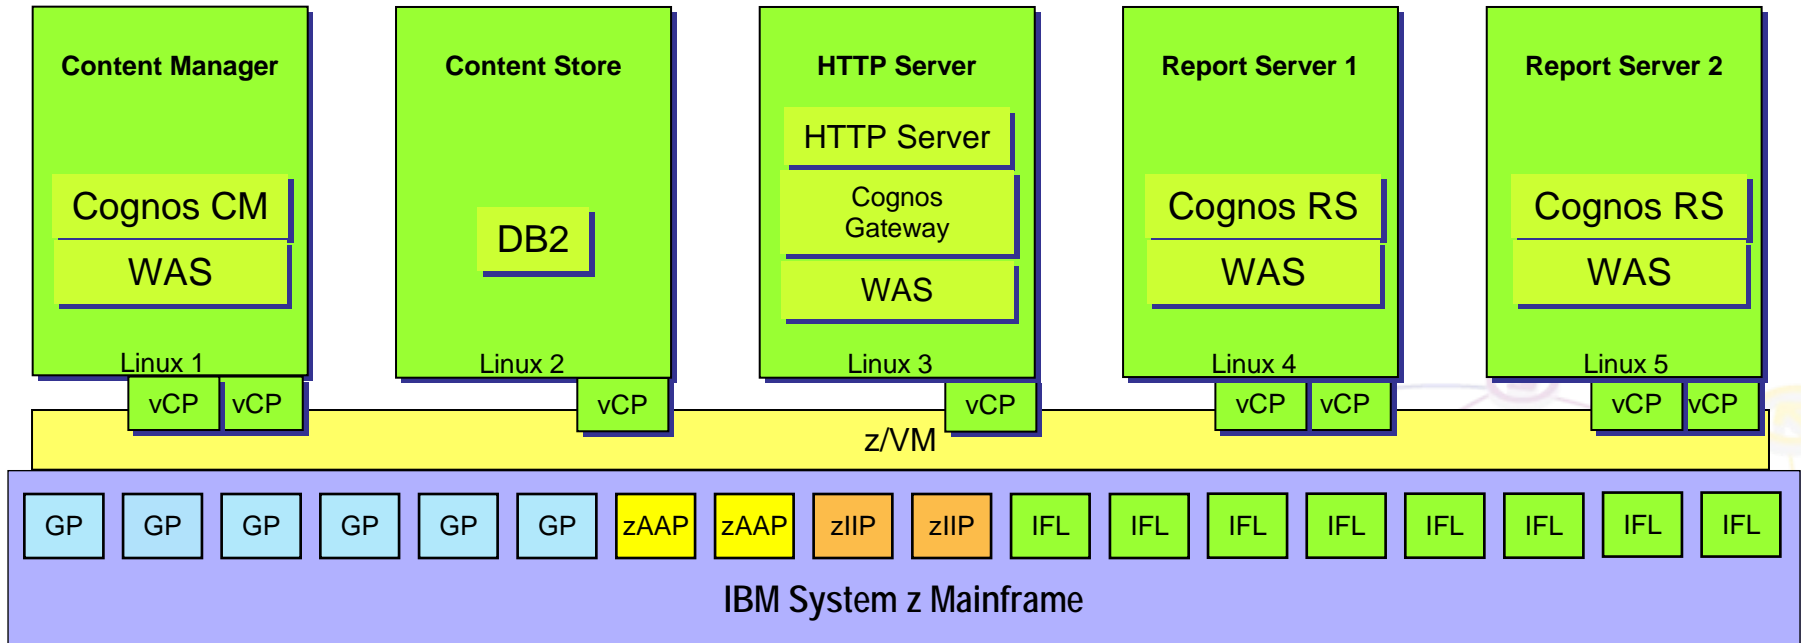 Content Manager
Cognos CM
WAS
Linux 1
vCP vCP
Content Store
DB2
Linux 2
vCP
HTTP Server
HTTP Server
Cognos
Gateway
WAS
Linux 3
vCP
Report Server 1
Cognos RS
WAS
Linux 4
vCP vCP
Report Server 2
Cognos RS
WAS
Linux 5
vCP vCP
z/VM
GP GP GP GP GP GP zAAP zAAP zIIP zIIP IFL IFL IFL IFL IFL IFL IFL IFL
IBM System z Mainframe